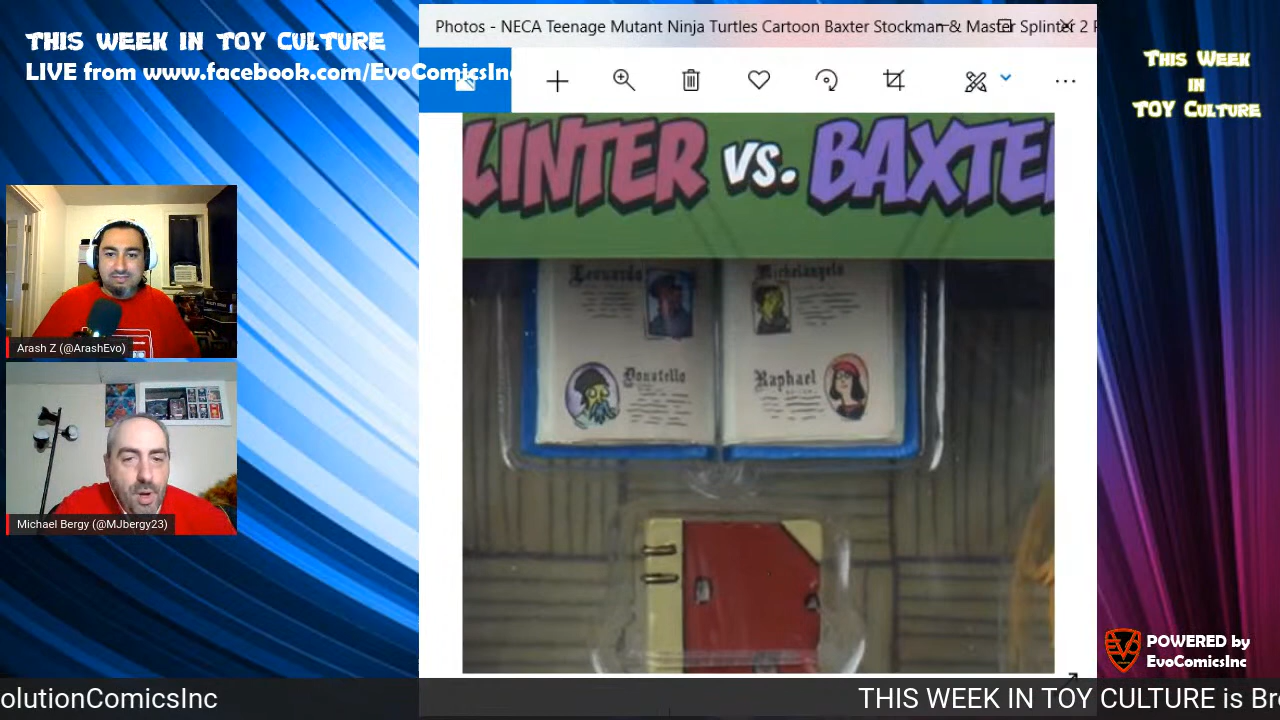 THIS WEEK IN TOY CULTURE
LIVE from www.facebook.com/EvoComicsInc
Photos - NECA Teenage Mutant Ninja Turtles Cartoon Baxter Stockman & Master Splinter 2 P
This Week
in
TOY Culture
LINTER vs. BAXTE
Leonardo
Michelangelo
Donatello
Raphael
Arash Z (@ArashEvo)
Michael Bergy (@MJbergy23)
POWERED by
EvoComicsInc
olutionComicsInc
THIS WEEK IN TOY CULTURE is Br